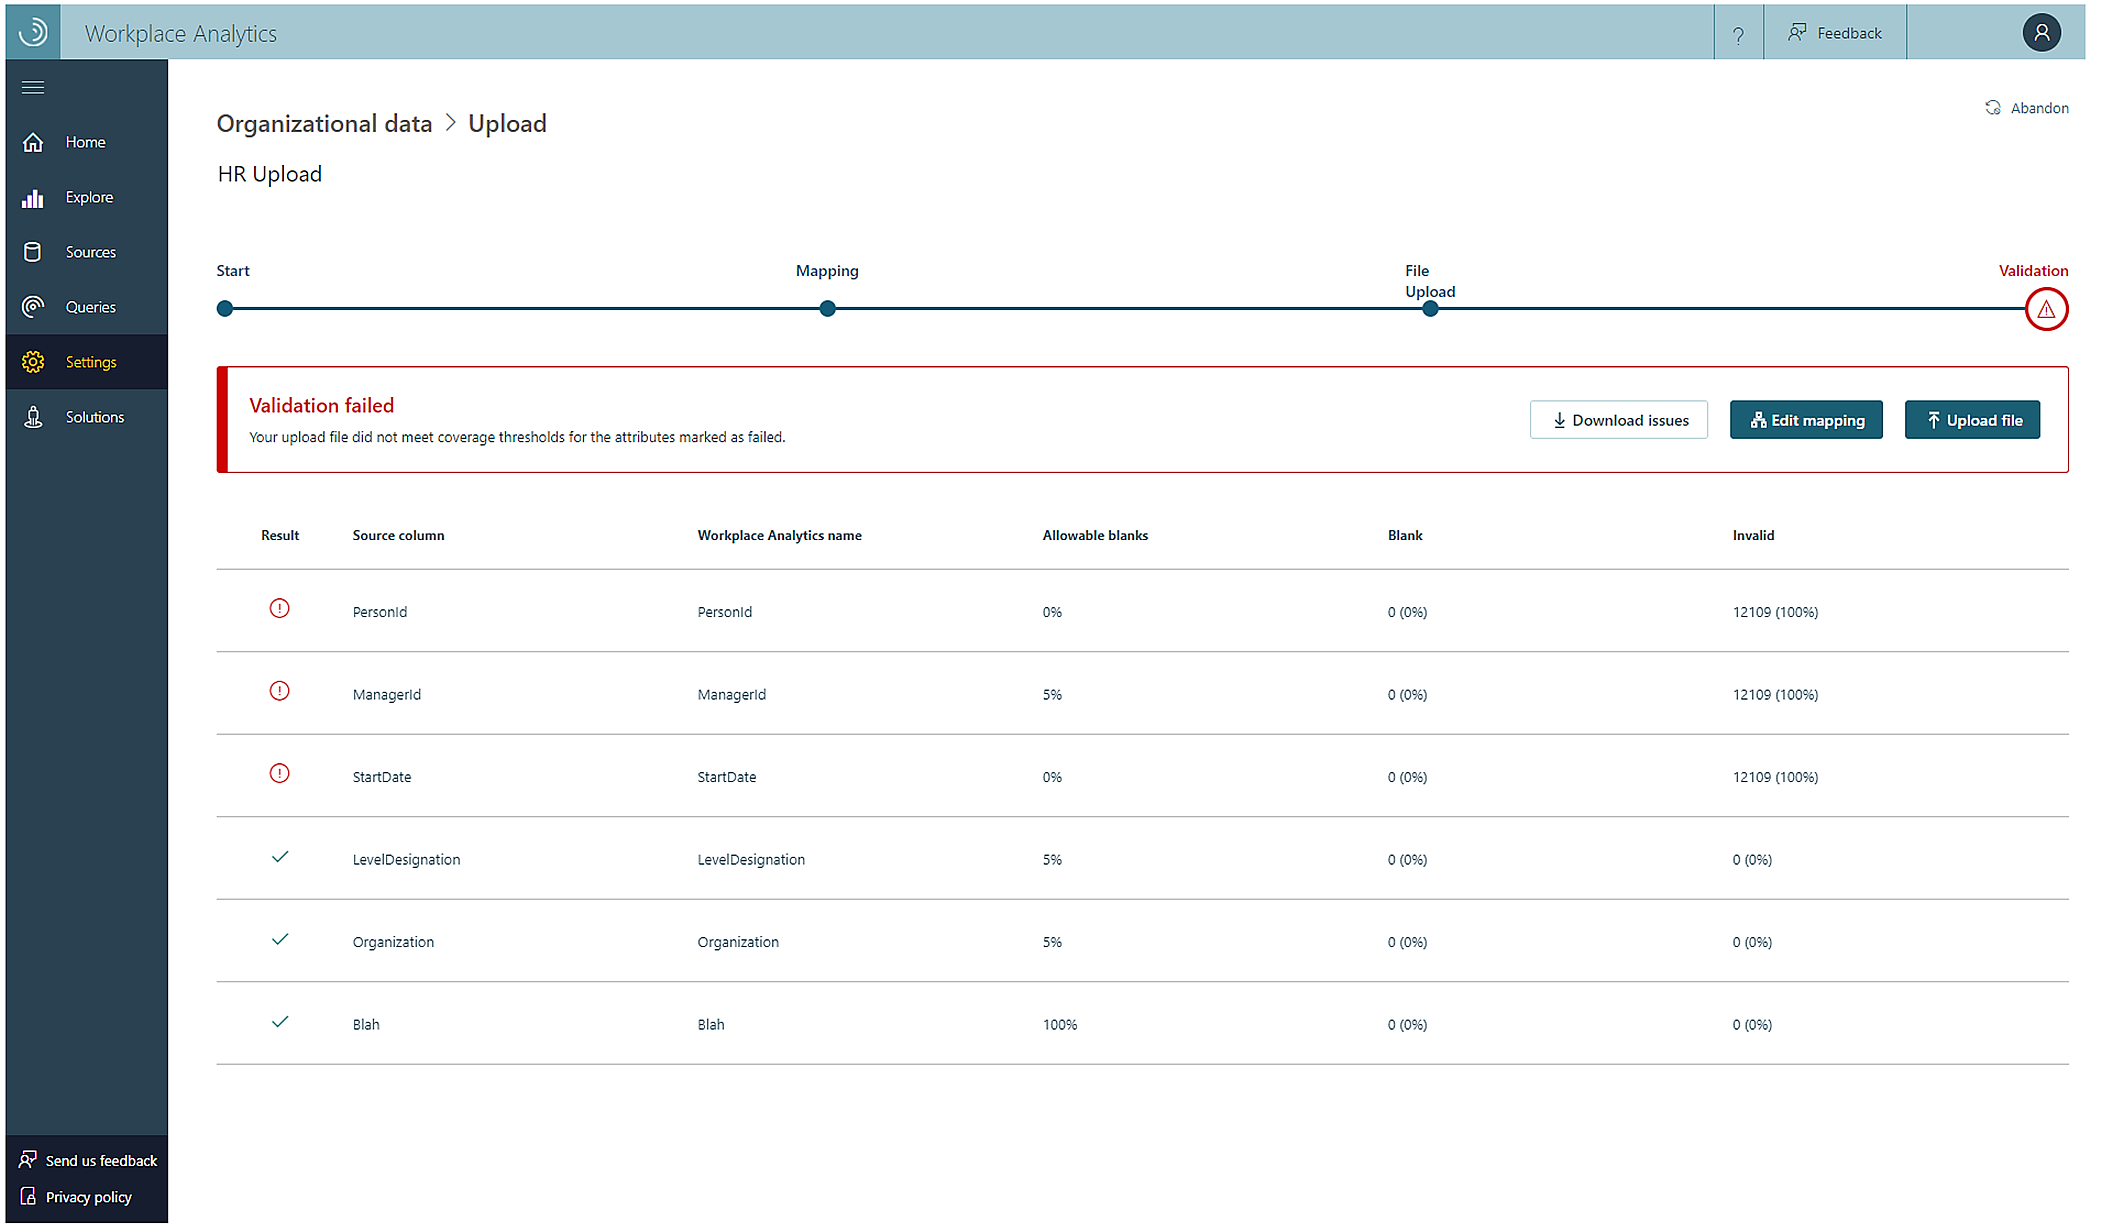 Workplace Analytics
?
Feedback
Home
Explore
Sources
Queries
Settings
Solutions
Send us feedback
Privacy policy
Organizational data > Upload
Abandon
HR Upload
Start
Mapping
File
Upload
Validation
Validation failed
Your upload file did not meet coverage thresholds for the attributes marked as failed.
Download issues
Edit mapping
Upload file
Result Source column Workplace Analytics name Allowable blanks Blank Invalid
PersonId PersonId 0% 0 (0%) 12109 (100%)
ManagerId ManagerId 5% 0 (0%) 12109 (100%)
StartDate StartDate 0% 0 (0%) 12109 (100%)
LevelDesignation LevelDesignation 5% 0 (0%) 0 (0%)
Organization Organization 5% 0 (0%) 0 (0%)
Blah Blah 100% 0 (0%) 0 (0%)